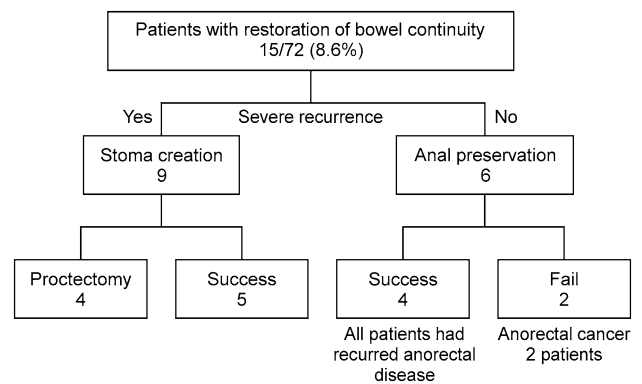 Patients with restoration of bowel continuity
15/72 (8.6%)
Yes
Severe recurrence
No
Stoma creation
9
Anal preservation
6
Proctectomy
4
Success
5
Success
4
Fail
2
All patients had
recurred anorectal
disease
Anorectal cancer
2 patients